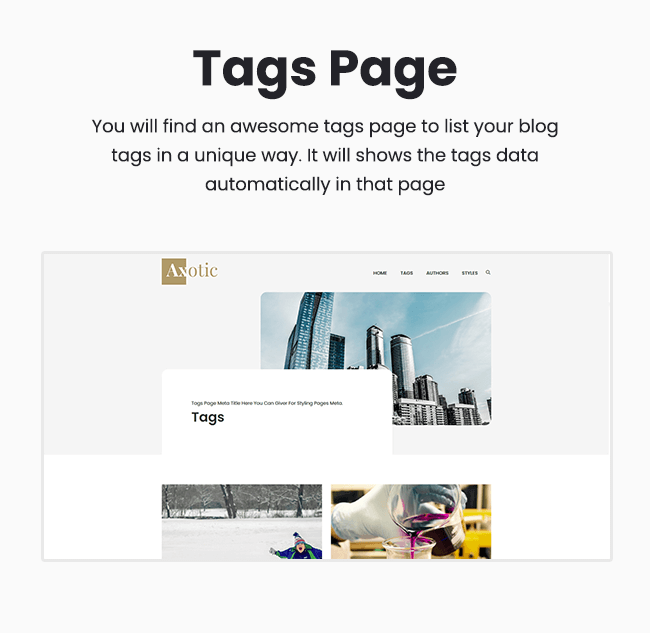 Tags Page
You will find an awesome tags page to list your blog
tags in a unique way. It will shows the tags data
automatically in that page
Axotic
HOME TAGS AUTHORS STYLES
Tags Page Meta Title Here You Can Giver For Styling Pages Meta.
Tags